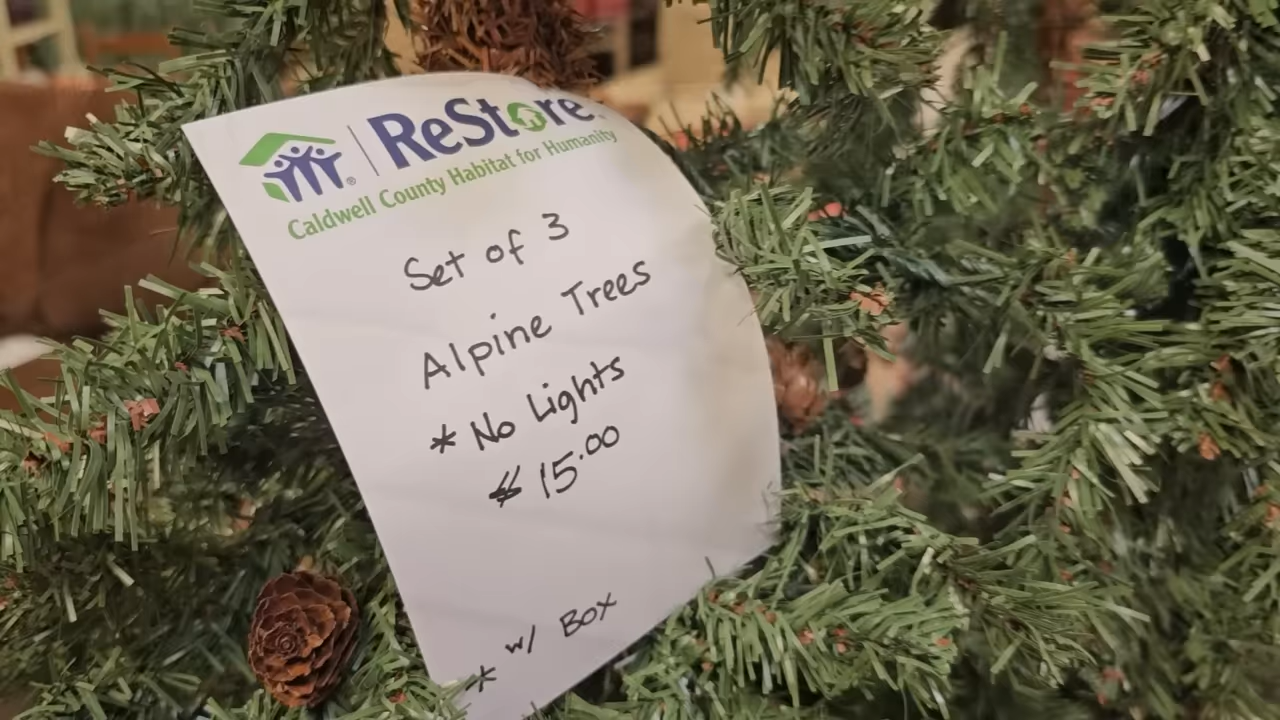 ReStore
Caldwell County Habitat for Humanity
Set of 3
Alpine Trees
* No Lights
$ 15.00
* w/ BOX